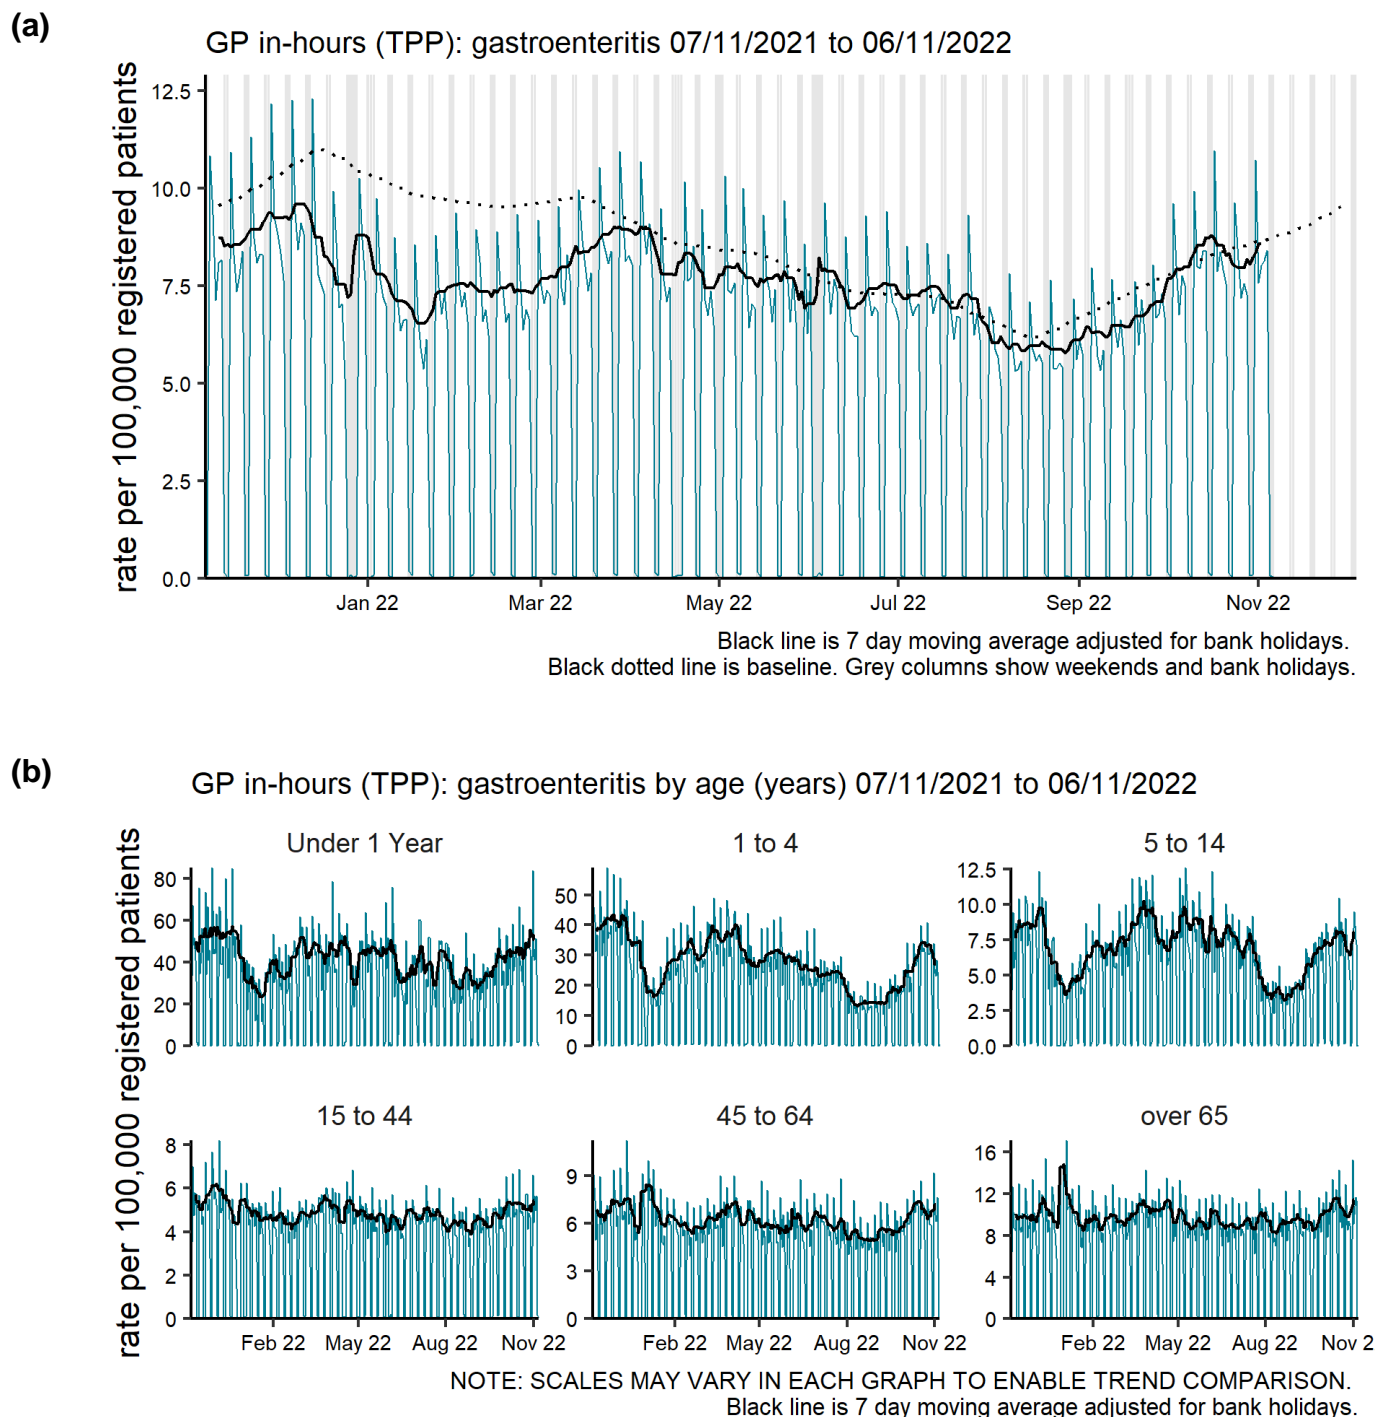 (a)
GP in-hours (TPP): gastroenteritis 07/11/2021 to 06/11/2022
rate per 100,000 registered patients
12.5
10.0
7.5
5.0
2.5
0.0
Jan 22 Mar 22 May 22 Jul 22 Sep 22 Nov 22
Black line is 7 day moving average adjusted for bank holidays.
Black dotted line is baseline. Grey columns show weekends and bank holidays.
(b)
GP in-hours (TPP): gastroenteritis by age (years) 07/11/2021 to 06/11/2022
rate per 100,000 registered patients
Under 1 Year
80
60
40
20
0
1 to 4
50
40
30
20
10
0
5 to 14
12.5
10.0
7.5
5.0
2.5
0.0
15 to 44
8
6
4
2
0
Feb 22 May 22 Aug 22 Nov 22
45 to 64
9
6
3
0
Feb 22 May 22 Aug 22 Nov 22
over 65
16
12
8
4
0
Feb 22 May 22 Aug 22 Nov 2
NOTE: SCALES MAY VARY IN EACH GRAPH TO ENABLE TREND COMPARISON.
Black line is 7 day moving average adjusted for bank holidays.